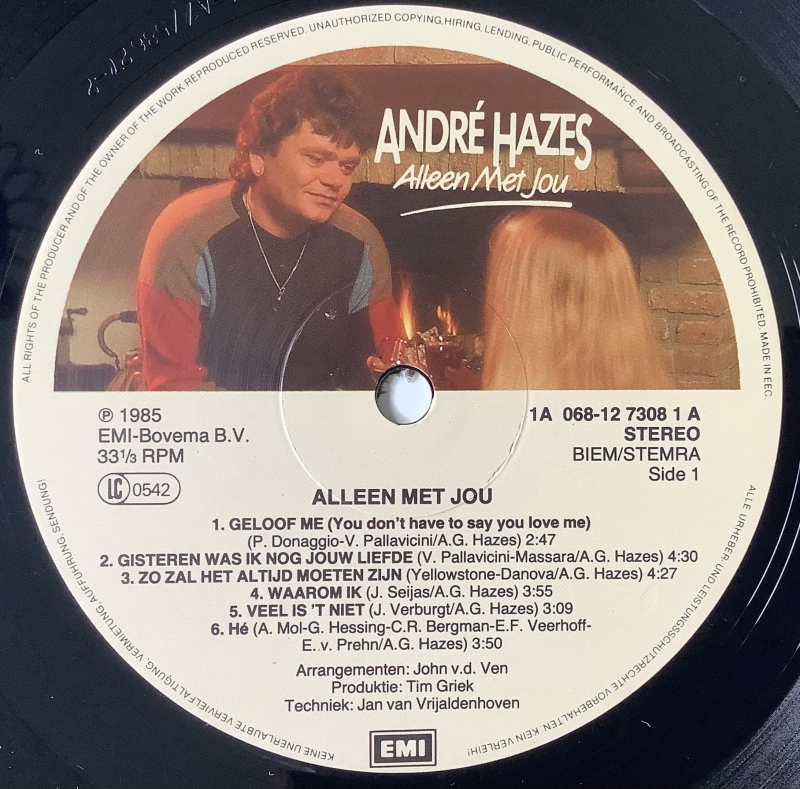 ALL RIGHTS OF THE PRODUCER AND OF THE OWNER OF THE WORK REPRODUCED RESERVED. UNAUTHORIZED COPYING, HIRING, LENDING, PUBLIC PERFORMANCE AND BROADCASTING OF THE RECORD PROHIBITED. MADE IN EEC.
ANDRÉ HAZES
Alleen Met Jou
℗ 1985
EMI-Bovema B.V.
33⅓ RPM
LC 0542
1A 068-12 7308 1 A
STEREO
BIEM/STEMRA
Side 1
ALLEEN MET JOU
1. GELOOF ME (You don't have to say you love me)
(P. Donaggio-V. Pallavicini/A.G. Hazes) 2:47
2. GISTEREN WAS IK NOG JOUW LIEFDE (V. Pallavicini-Massara/A.G. Hazes) 4:30
3. ZO ZAL HET ALTIJD MOETEN ZIJN (Yellowstone-Danova/A.G. Hazes) 4:27
4. WAAROM IK (J. Seijas/A.G. Hazes) 3:55
5. VEEL IS 'T NIET (J. Verburgt/A.G. Hazes) 3:09
6. Hé (A. Mol-G. Hessing-C.R. Bergman-E.F. Veerhoff-
E. v. Prehn/A.G. Hazes) 3:50
Arrangementen: John v.d. Ven
Produktie: Tim Griek
Techniek: Jan van Vrijaldenhoven
EMI
ALLE URHEBER- UND LEISTUNGSSCHUTZRECHTE VORBEHALTEN. KEIN VERLEIH! KEINE UNERLAUBTE VERVIELFÄLTIGUNG, VERMIETUNG, AUFFÜHRUNG, SENDUNG!